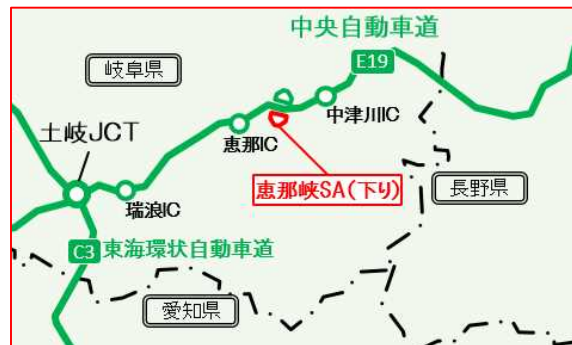 中央自動車道
E19
岐阜県
中津川IC
土岐JCT
恵那IC
恵那峡SA(下り)
長野県
瑞浪IC
C3 東海環状自動車道
愛知県